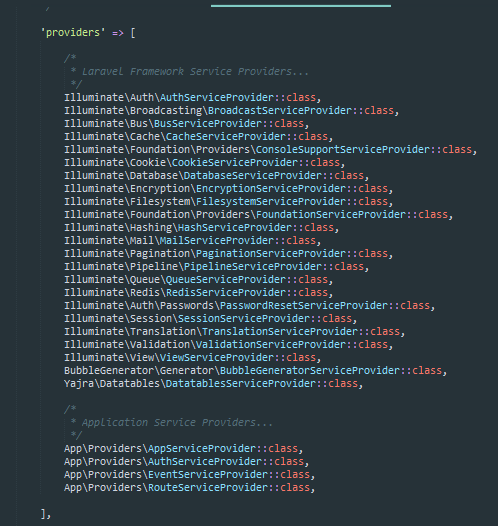 'providers' => [
/*
* Laravel Framework Service Providers...
*/
Illuminate\Auth\AuthServiceProvider::class,
Illuminate\Broadcasting\BroadcastServiceProvider::class,
Illuminate\Bus\BusServiceProvider::class,
Illuminate\Cache\CacheServiceProvider::class,
Illuminate\Foundation\Providers\ConsoleSupportServiceProvider::class,
Illuminate\Cookie\CookieServiceProvider::class,
Illuminate\Database\DatabaseServiceProvider::class,
Illuminate\Encryption\EncryptionServiceProvider::class,
Illuminate\Filesystem\FilesystemServiceProvider::class,
Illuminate\Foundation\Providers\FoundationServiceProvider::class,
Illuminate\Hashing\HashServiceProvider::class,
Illuminate\Mail\MailServiceProvider::class,
Illuminate\Pagination\PaginationServiceProvider::class,
Illuminate\Pipeline\PipelineServiceProvider::class,
Illuminate\Queue\QueueServiceProvider::class,
Illuminate\Redis\RedisServiceProvider::class,
Illuminate\Auth\Passwords\PasswordResetServiceProvider::class,
Illuminate\Session\SessionServiceProvider::class,
Illuminate\Translation\TranslationServiceProvider::class,
Illuminate\Validation\ValidationServiceProvider::class,
Illuminate\View\ViewServiceProvider::class,
BubbleGenerator\Generator\BubbleGeneratorServiceProvider::class,
Yajra\Datatables\DatatablesServiceProvider::class,
/*
* Application Service Providers...
*/
App\Providers\AppServiceProvider::class,
App\Providers\AuthServiceProvider::class,
App\Providers\EventServiceProvider::class,
App\Providers\RouteServiceProvider::class,
],